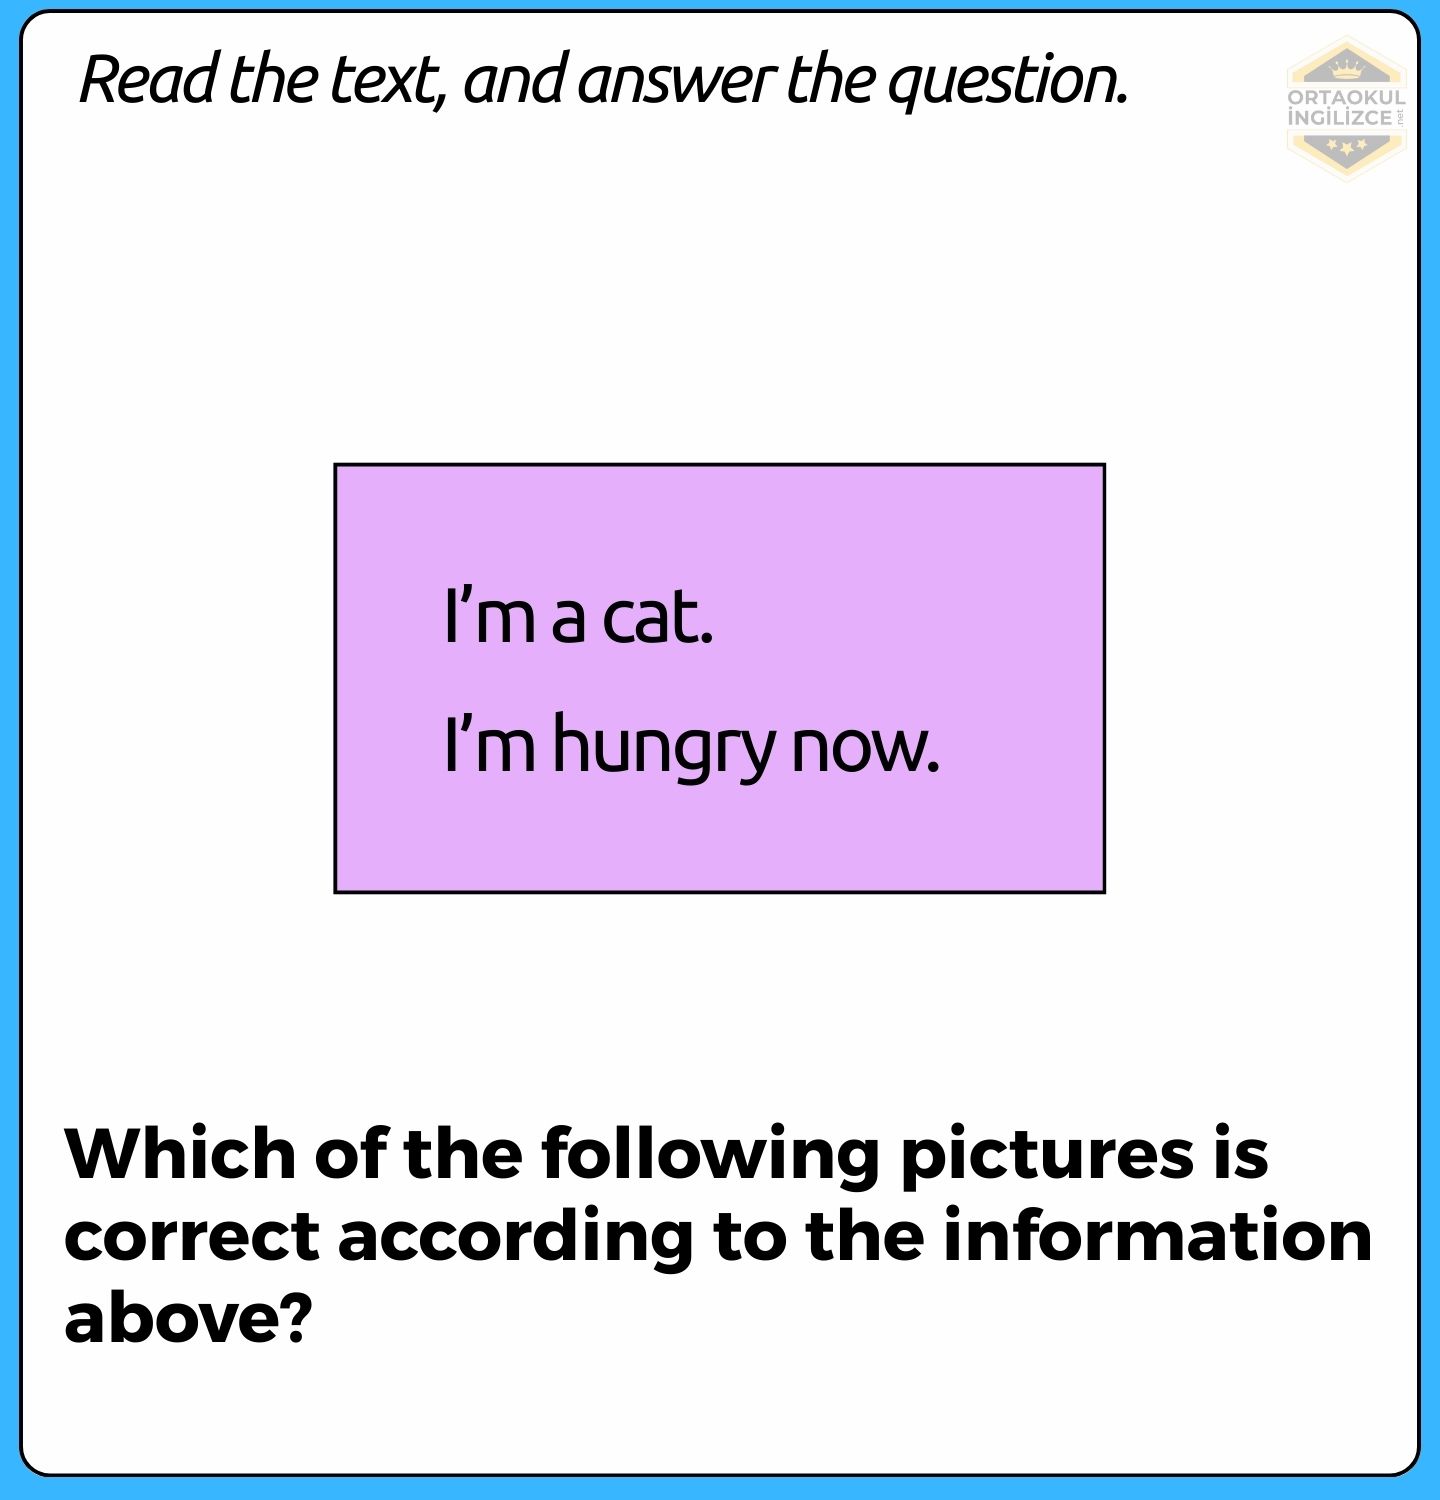 Read the text, and answer the question.
ORTAOKUL
İNGİLİZCE
.net
I'm a cat.
I'm hungry now.
Which of the following pictures is
correct according to the information
above?